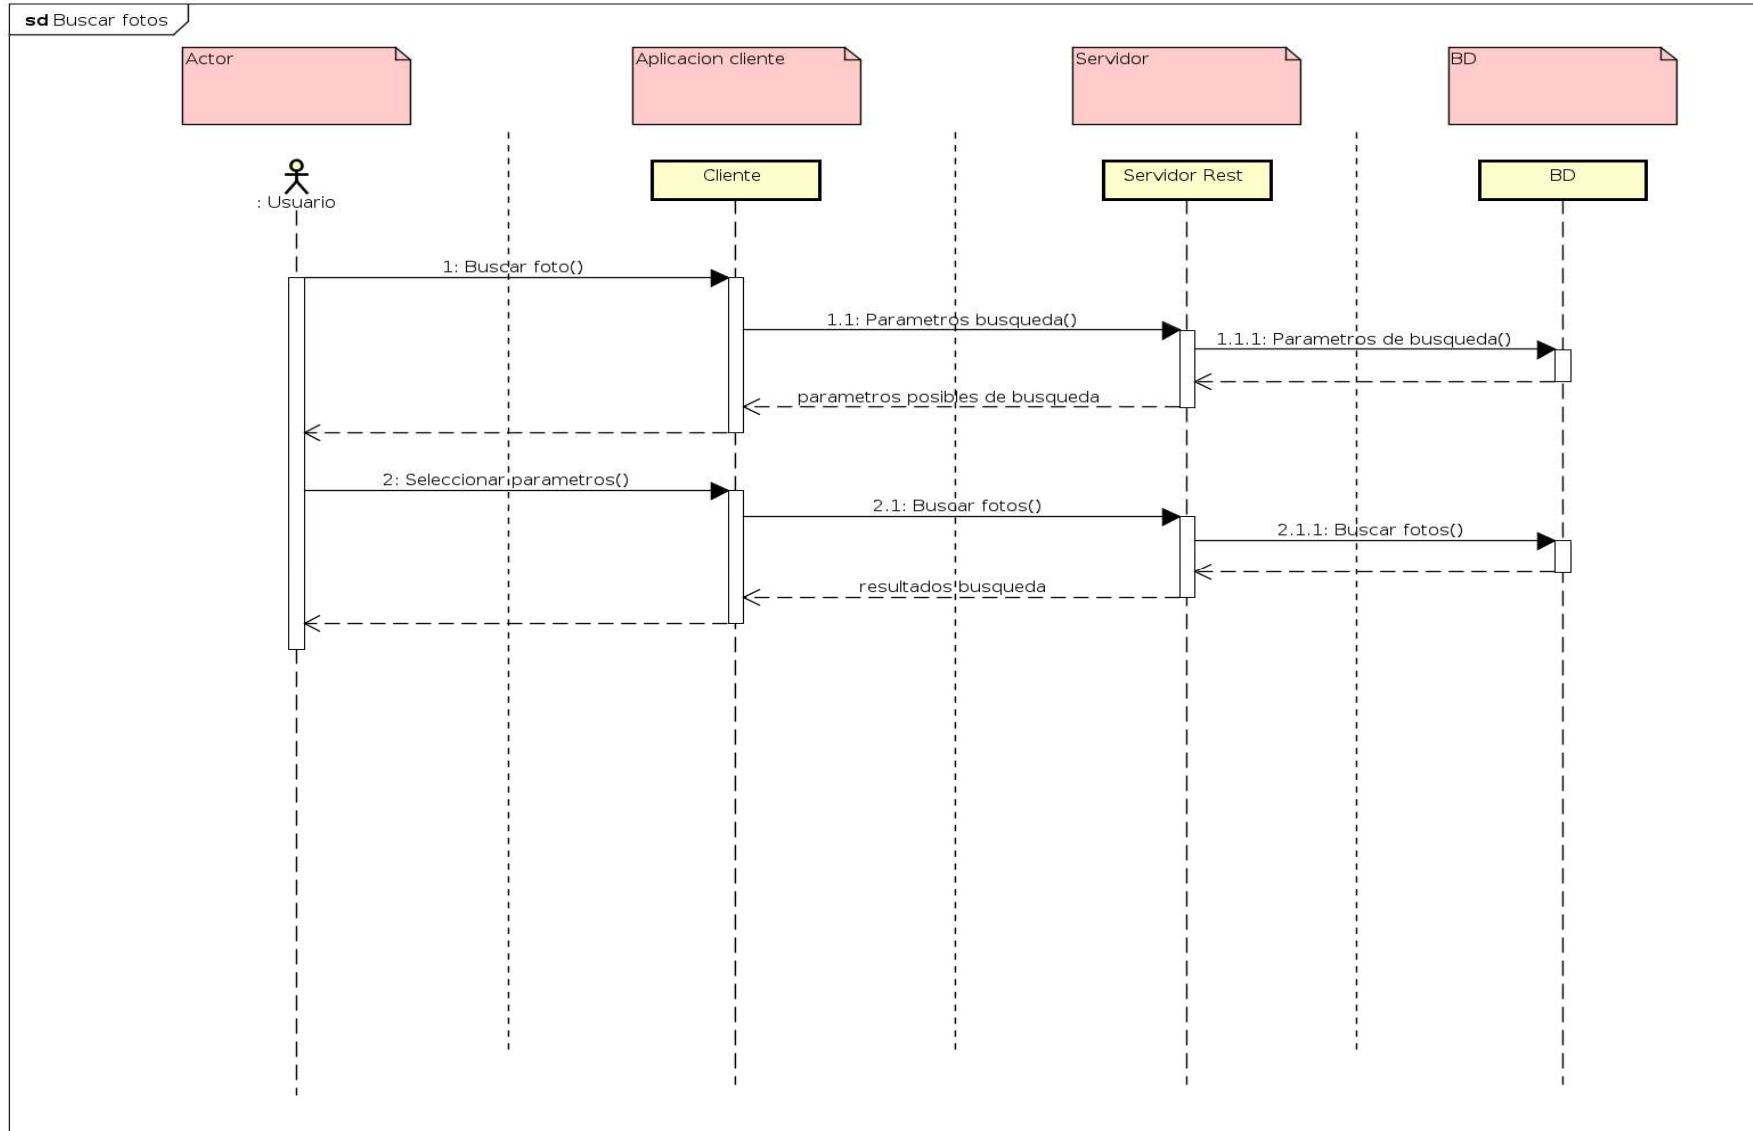 sd Buscar fotos
Actor
Aplicacion cliente
Servidor
BD
: Usuario
Cliente
Servidor Rest
BD
1: Buscar foto()
1.1: Parametros busqueda()
1.1.1: Parametros de busqueda()
parametros posibles de busqueda
2: Seleccionar parametros()
2.1: Buscar fotos()
2.1.1: Buscar fotos()
resultados busqueda